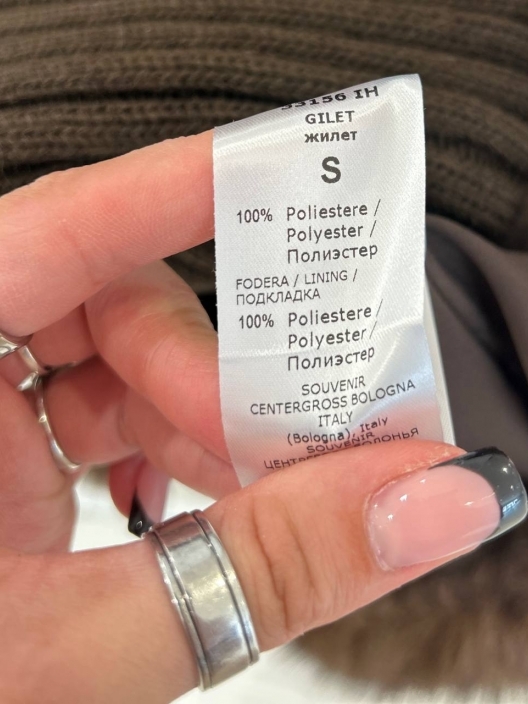 GILET
жилет
S
100% Poliestere /
Polyester /
Полиэстер
FODERA / LINING /
ПОДКЛАДКА
100% Poliestere /
Polyester /
Полиэстер
SOUVENIR
CENTERGROSS BOLOGNA
ITALY
(Bologna), Italy
SOUVENIR